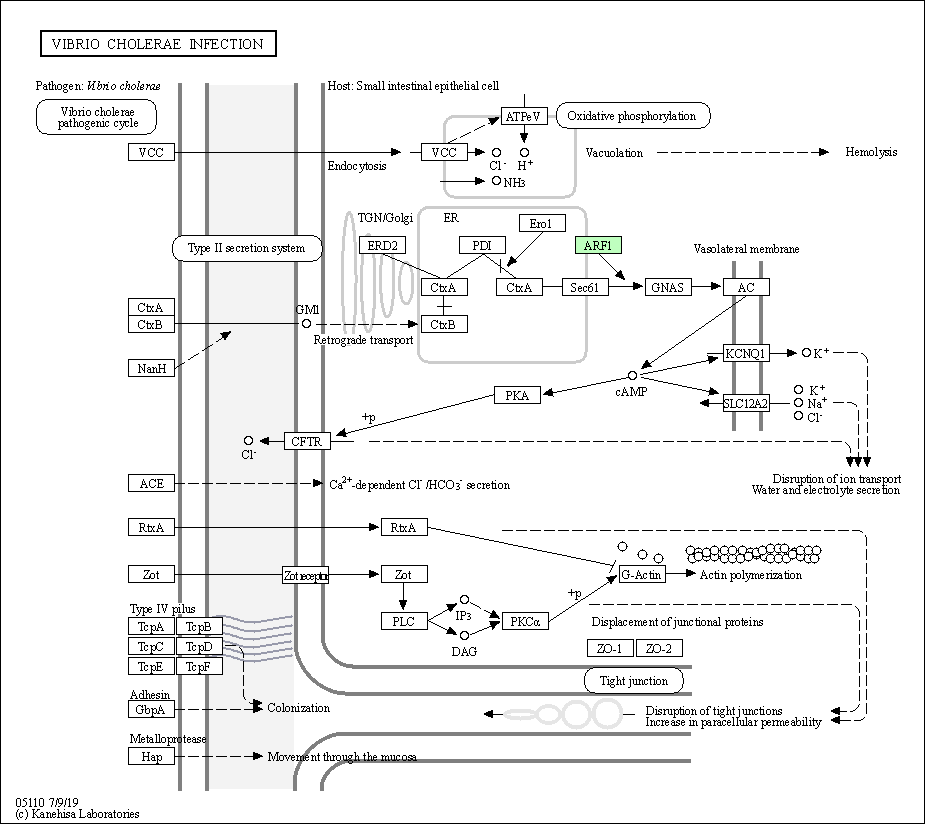 VIBRIO CHOLERAE INFECTION
Pathogen: Vibrio cholerae
Host: Small intestinal epithelial cell
Vibrio cholerae
pathogenic cycle
ATPeV
Oxidative phosphorylation
VCC
Endocytosis
VCC
Cl-
H+
NH3
Vacuolation
Hemolysis
TGN/Golgi
ER
Ero1
Type II secretion system
ERD2
PDI
ARF1
Vasolateral membrane
CtxA
CtxA
Sec61
GNAS
AC
CtxA
CtxB
GM1
CtxB
Retrograde transport
NanH
KCNQ1
K+
cAMP
PKA
SLC12A2
K+
Na+
Cl-
+p
CFTR
Cl-
Disruption of ion transport
Water and electrolyte secretion
ACE
Ca2+-dependent Cl- /HCO3- secretion
RtxA
RtxA
Zot
Zot receptor
Zot
G-Actin
Actin polymerization
+p
Type IV pilus
TcpA
TcpB
TcpC
TcpD
TcpE
TcpF
PLC
IP3
DAG
PKCα
Displacement of junctional proteins
ZO-1
ZO-2
Tight junction
Adhesin
GbpA
Colonization
Disruption of tight junctions
Increase in paracellular permeability
Metalloprotease
Hap
Movement through the mucosa
05110 7/9/19
(c) Kanehisa Laboratories